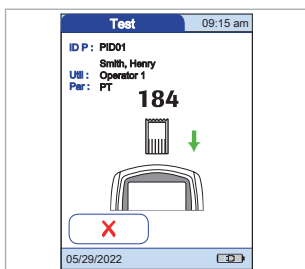 Test 09:15 am
ID P : PID01
Smith, Henry
Util : Operator 1
Par : PT
184
05/29/2022